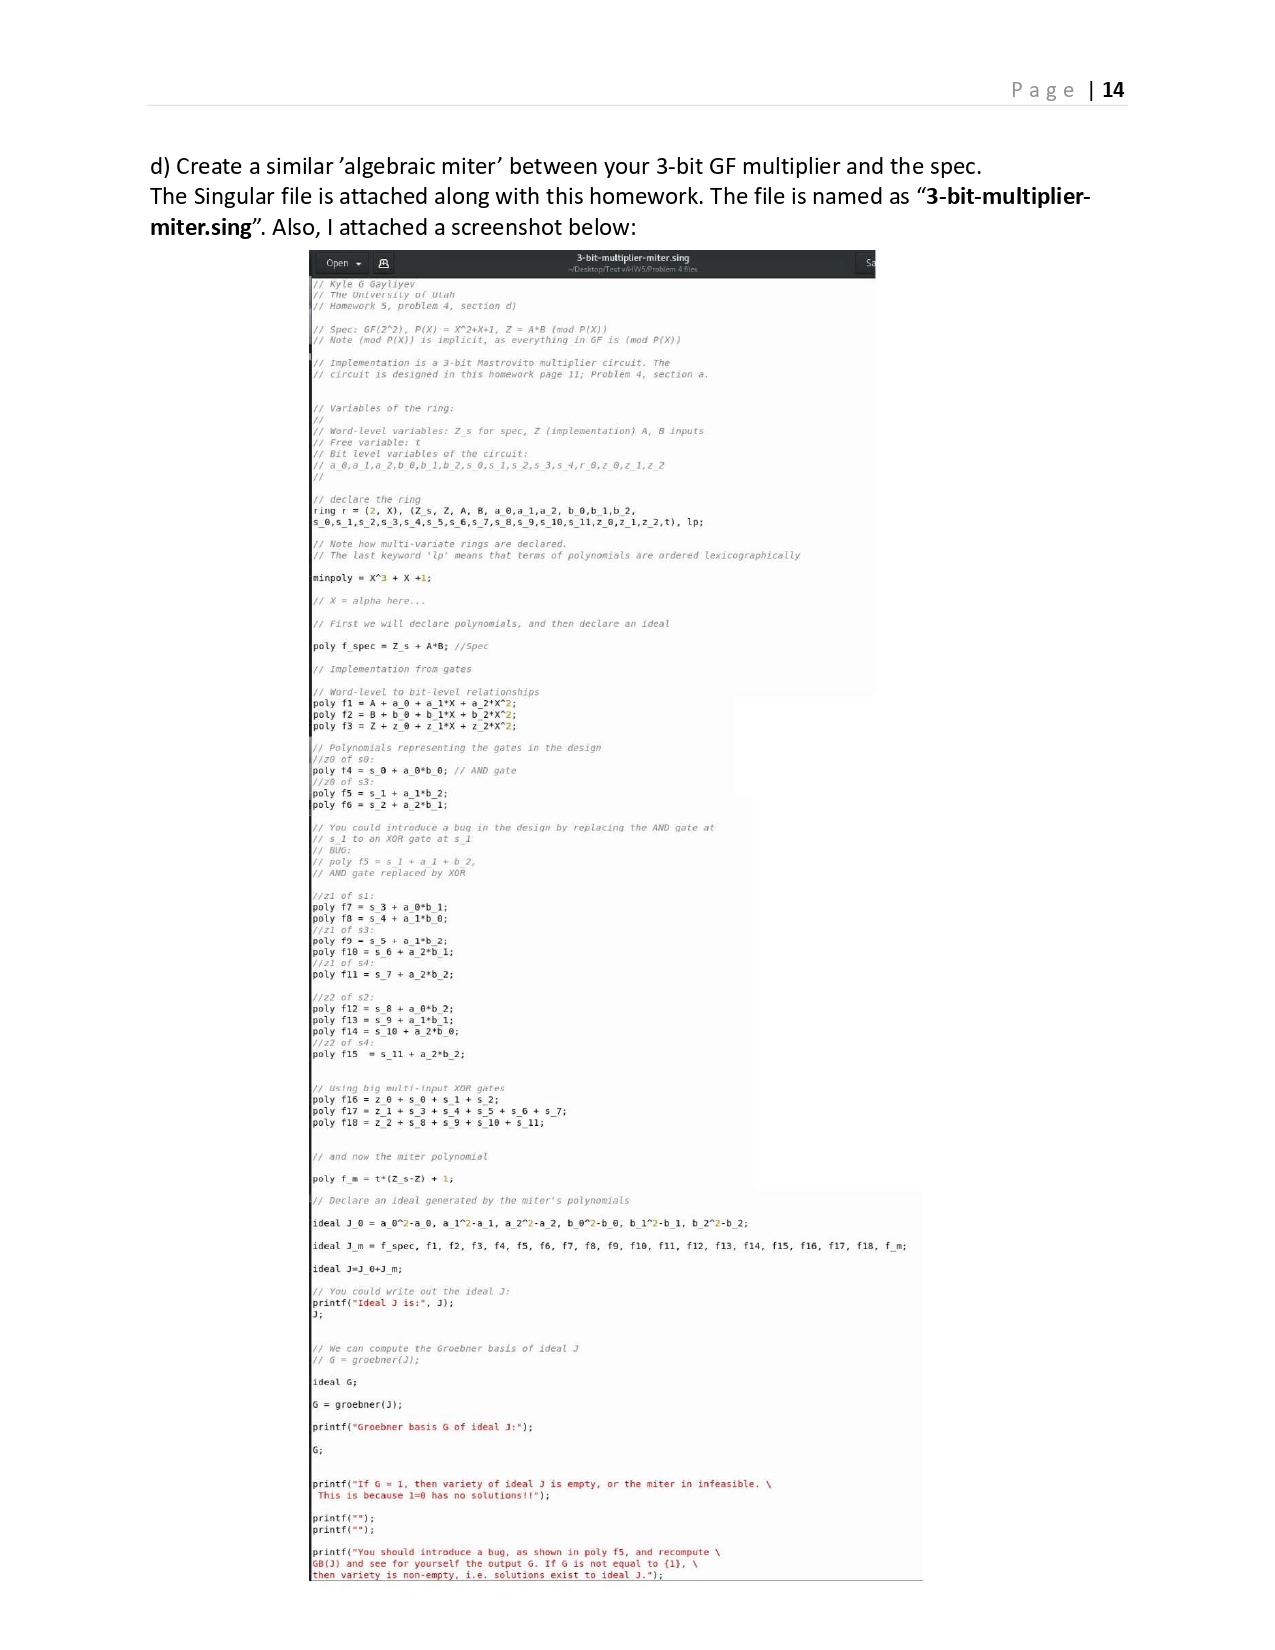 Page | 14
d) Create a similar ’algebraic miter’ between your 3-bit GF multiplier and the spec.
The Singular file is attached along with this homework. The file is named as “3-bit-multiplier-
miter.sing”. Also, I attached a screenshot below:
Open
3-bit-multiplier-miter.sing
~/Desktop/Test v/HW5/Problem 4 files
Sa
// Kyle G Gayliyev
// The University of Utah
// Homework 5, problem 4, section d)
// Spec: GF(2^2), P(X) = X^2+X+1, Z = A*B (mod P(X))
// Note (mod P(X)) is implicit, as everything in GF is (mod P(X))
// Implementation is a 3-bit Mastrovito multiplier circuit. The
// circuit is designed in this homework page 11; Problem 4, section a.
// Variables of the ring:
//
// Word-level variables: Z_s for spec, Z (implementation) A, B inputs
// Free variable: t
// Bit level variables of the circuit:
// a_0,a_1,a_2,b_0,b_1,b_2,s_0,s_1,s_2,s_3,s_4,r_0,z_0,z_1,z_2
//
// declare the ring
ring r = (2, X), (Z_s, Z, A, B, a_0,a_1,a_2, b_0,b_1,b_2,
s_0,s_1,s_2,s_3,s_4,s_5,s_6,s_7,s_8,s_9,s_10,s_11,z_0,z_1,z_2,t), lp;
// Note how multi-variate rings are declared.
// The last keyword 'lp' means that terms of polynomials are ordered lexicographically
minpoly = X^3 + X +1;
// X = alpha here...
// First we will declare polynomials, and then declare an ideal
poly f_spec = Z_s + A*B; //Spec
// Implementation from gates
// Word-level to bit-level relationships
poly f1 = A + a_0 + a_1*X + a_2*X^2;
poly f2 = B + b_0 + b_1*X + b_2*X^2;
poly f3 = Z + z_0 + z_1*X + z_2*X^2;
// Polynomials representing the gates in the design
//z0 of s0:
poly f4 = s_0 + a_0*b_0; // AND gate
//z0 of s3:
poly f5 = s_1 + a_1*b_2;
poly f6 = s_2 + a_2*b_1;
// You could introduce a bug in the design by replacing the AND gate at
// s_1 to an XOR gate at s_1
// BUG:
// poly f5 = s_1 + a_1 + b_2,
// AND gate replaced by XOR
//z1 of s1:
poly f7 = s_3 + a_0*b_1;
poly f8 = s_4 + a_1*b_0;
//z1 of s3:
poly f9 = s_5 + a_1*b_2;
poly f10 = s_6 + a_2*b_1;
//z1 of s4:
poly f11 = s_7 + a_2*b_2;
//z2 of s2:
poly f12 = s_8 + a_0*b_2;
poly f13 = s_9 + a_1*b_1;
poly f14 = s_10 + a_2*b_0;
//z2 of s4:
poly f15  = s_11 + a_2*b_2;
// Using big multi-input XOR gates
poly f16 = z_0 + s_0 + s_1 + s_2;
poly f17 = z_1 + s_3 + s_4 + s_5 + s_6 + s_7;
poly f18 = z_2 + s_8 + s_9 + s_10 + s_11;
// and now the miter polynomial
poly f_m = t*(Z_s-Z) + 1;
// Declare an ideal generated by the miter's polynomials
ideal J_0 = a_0^2-a_0, a_1^2-a_1, a_2^2-a_2, b_0^2-b_0, b_1^2-b_1, b_2^2-b_2;
ideal J_m = f_spec, f1, f2, f3, f4, f5, f6, f7, f8, f9, f10, f11, f12, f13, f14, f15, f16, f17, f18, f_m;
ideal J=J_0+J_m;
// You could write out the ideal J:
printf("Ideal J is:", J);
J;
// We can compute the Groebner basis of ideal J
// G = groebner(J);
ideal G;
G = groebner(J);
printf("Groebner basis G of ideal J:");
G;
printf("If G = 1, then variety of ideal J is empty, or the miter in infeasible. \
This is because 1=0 has no solutions!!");
printf("");
printf("");
printf("You should introduce a bug, as shown in poly f5, and recompute \
GB(J) and see for yourself the output G. If G is not equal to {1}, \
then variety is non-empty, i.e. solutions exist to ideal J.");